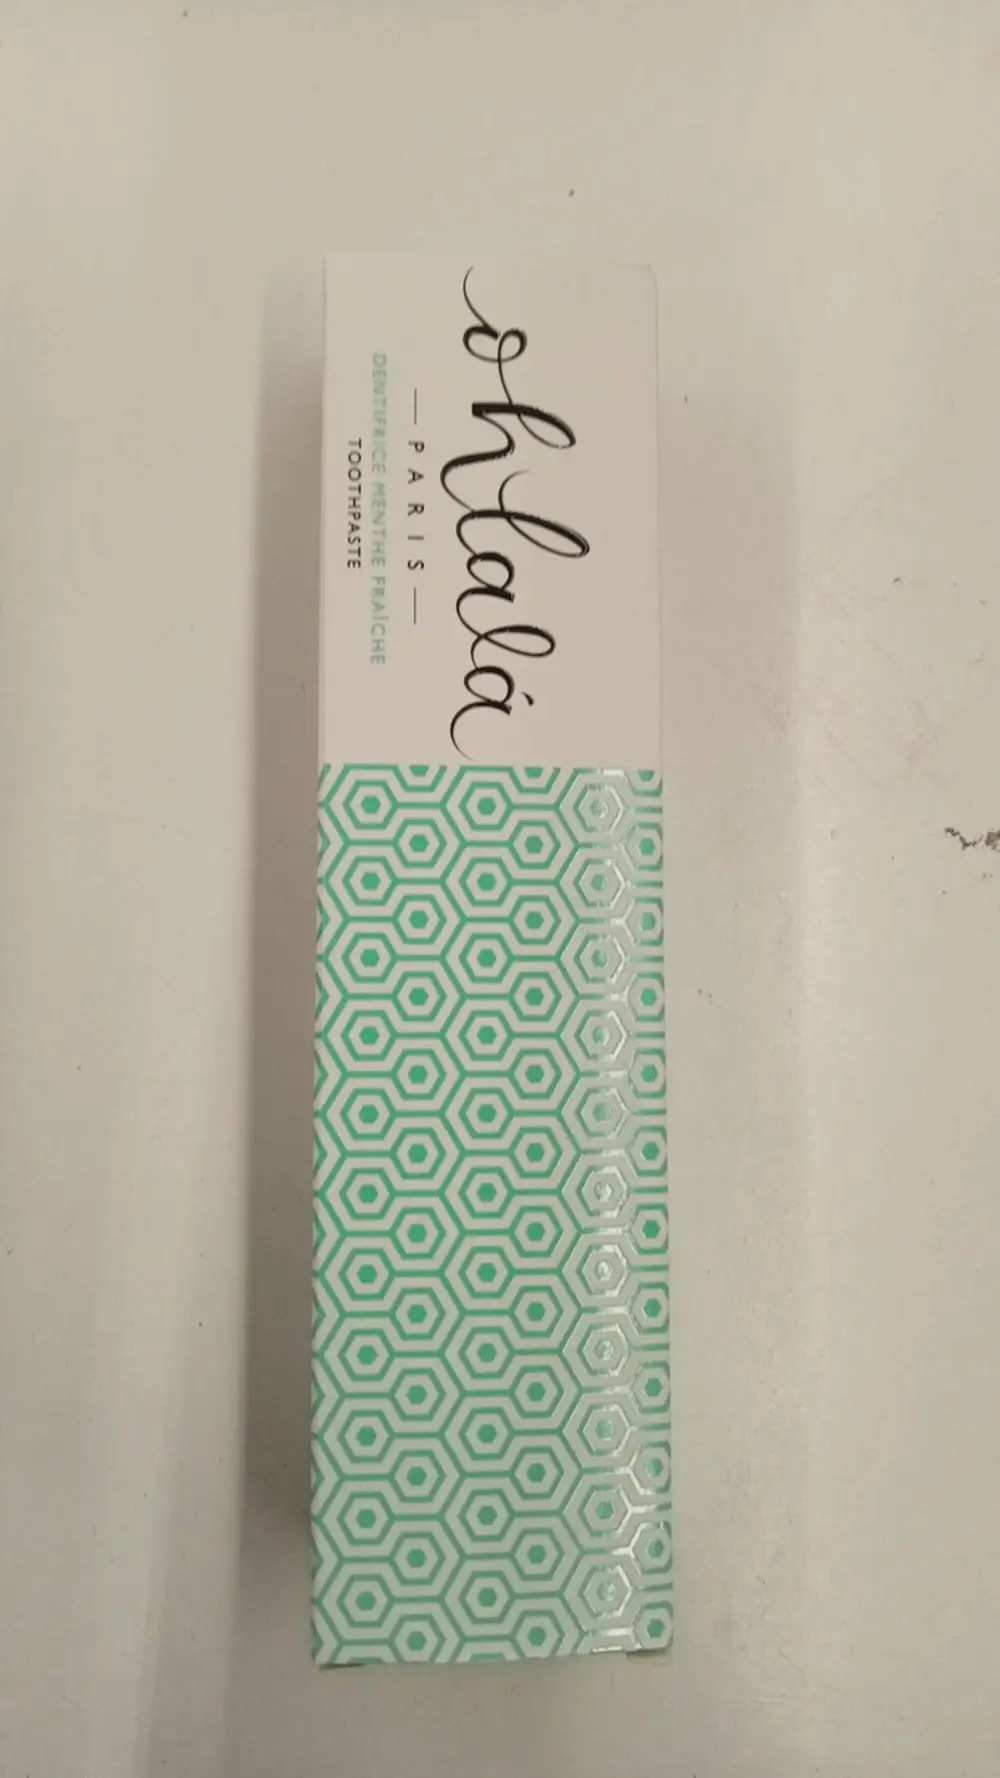 ohlalá
— PARIS —
DENTIFRICE MENTHE FRAÎCHE
TOOTHPASTE